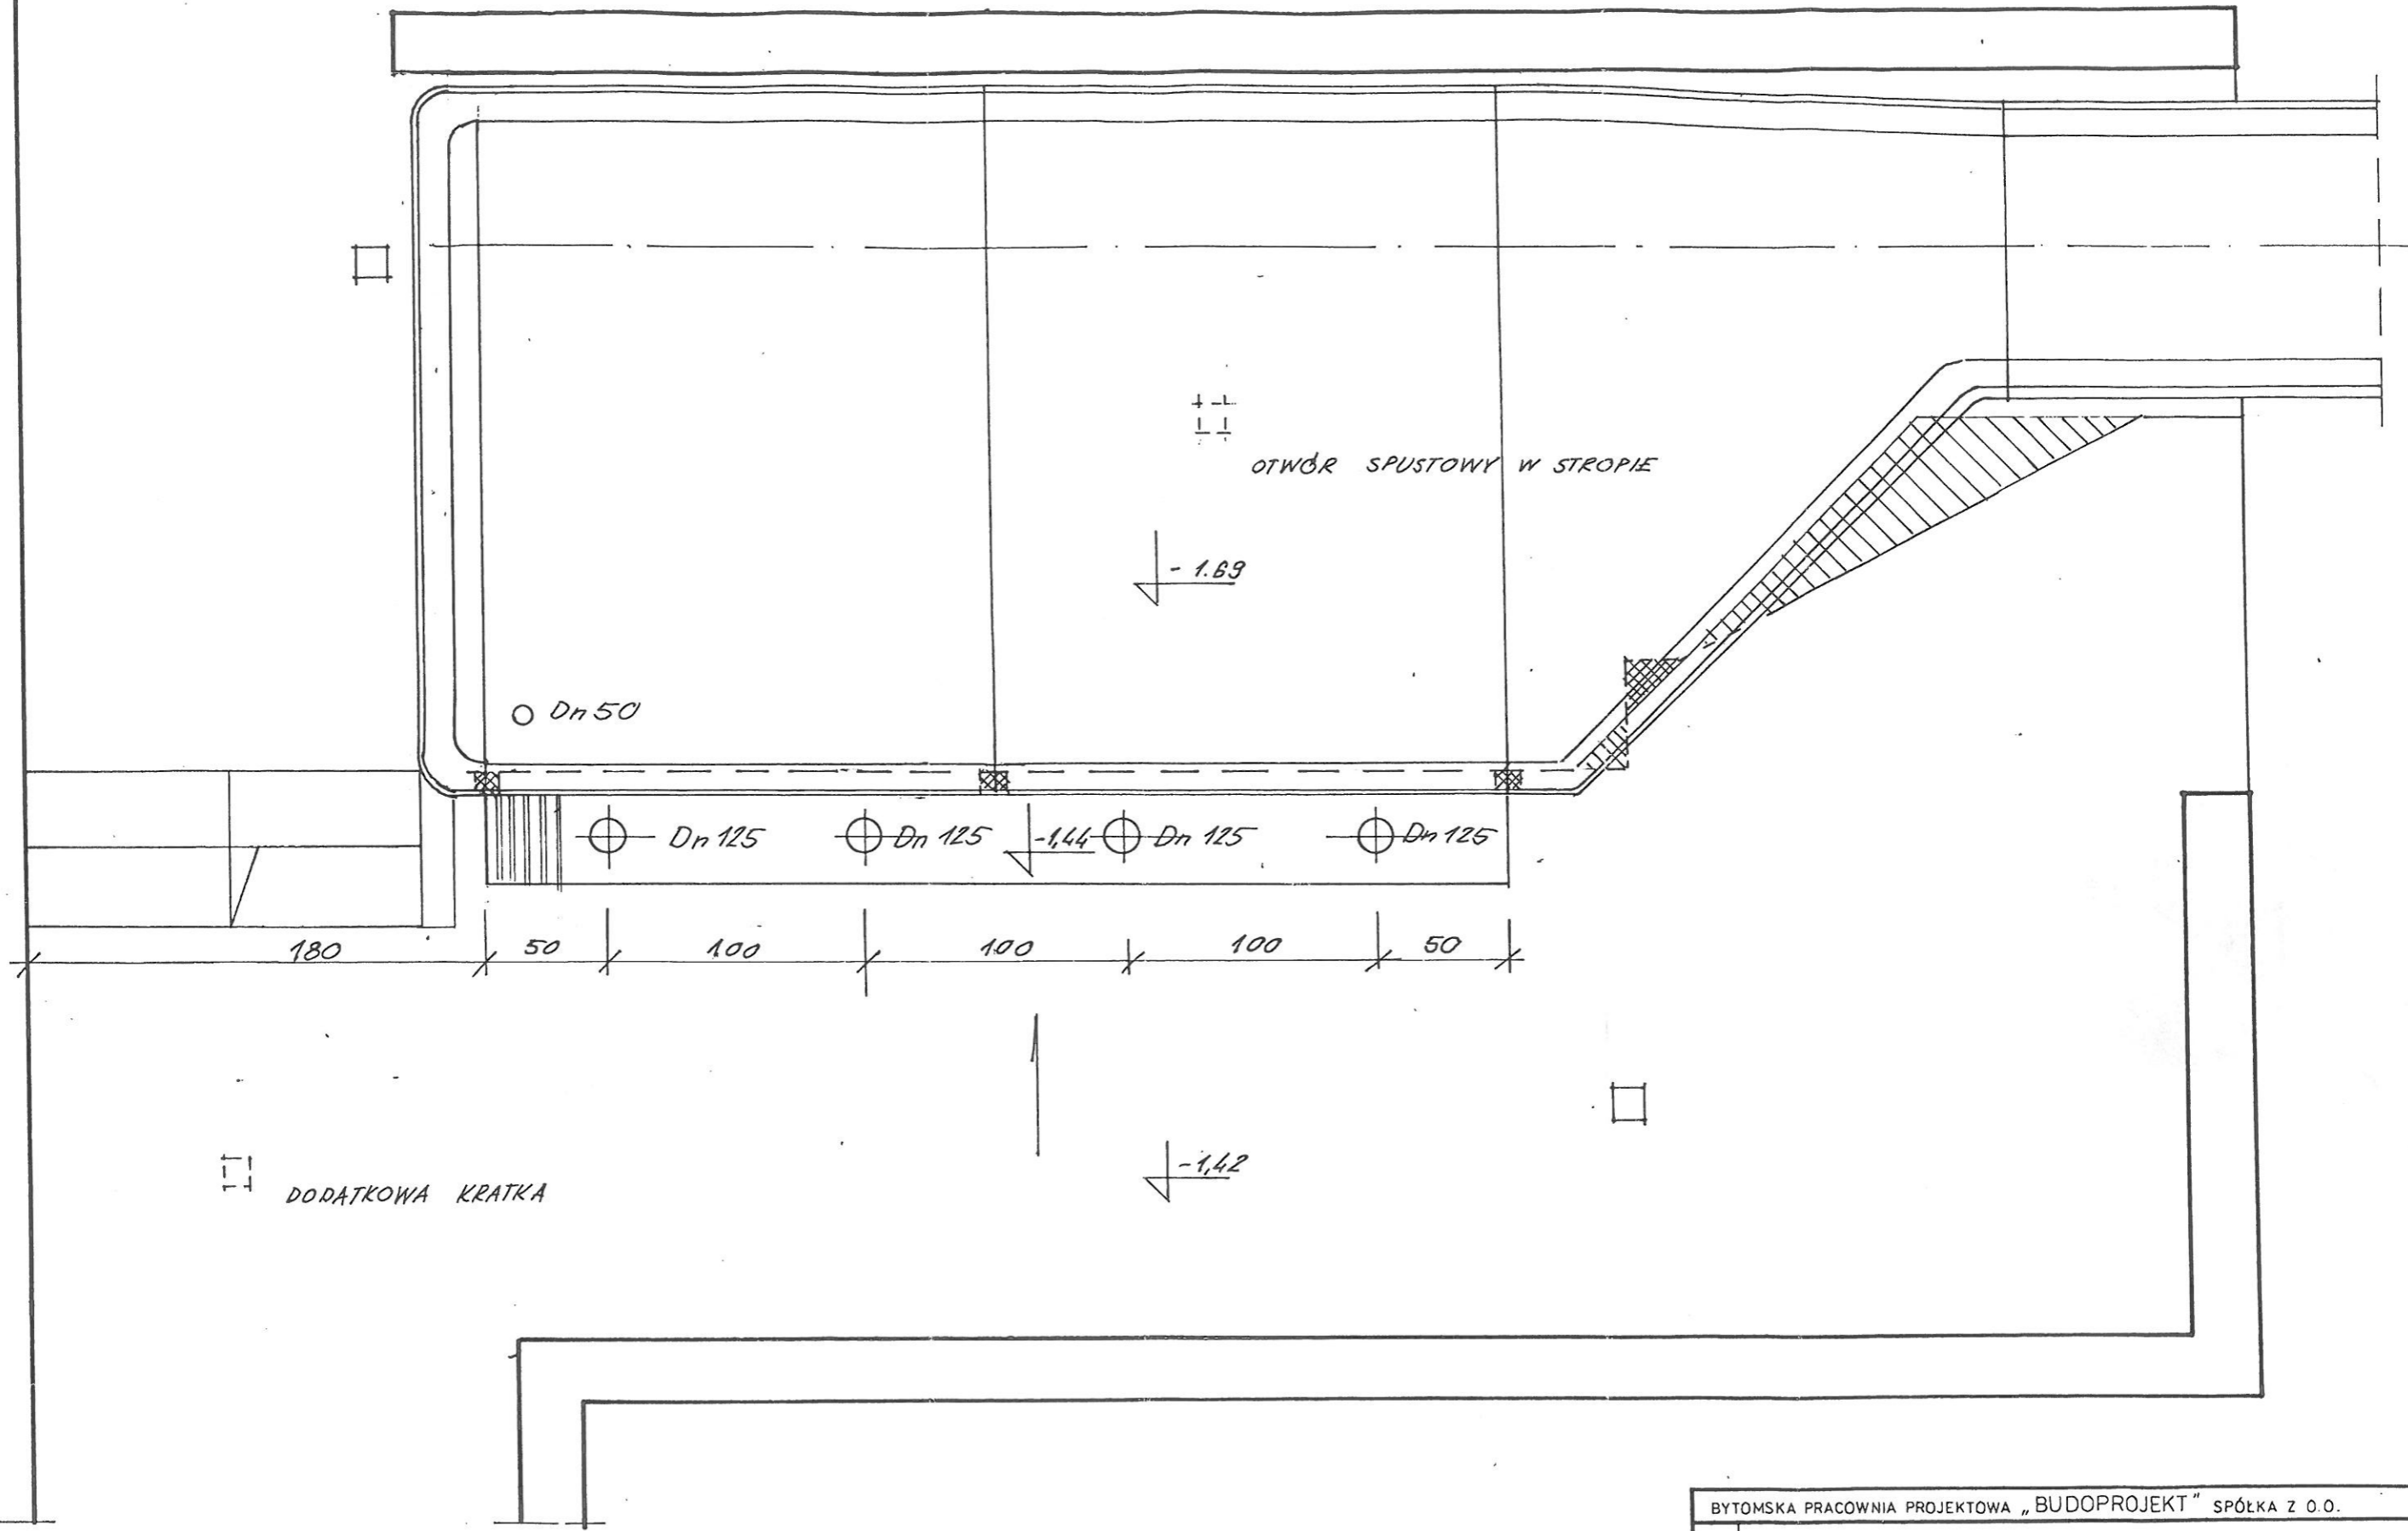 OTWÓR SPUSTOWY W STROPIE
- 1.69
Dn 50
Dn 125
Dn 125
-1,44
Dn 125
Dn 125
180
50
100
100
100
50
-1,42
DODATKOWA KRATKA
BYTOMSKA PRACOWNIA PROJEKTOWA „BUDOPROJEKT" SPÓŁKA Z O.O.